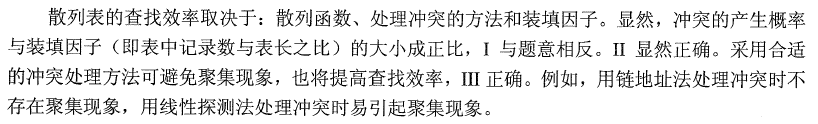 散列表的查找效率取决于：散列函数、处理冲突的方法和装填因子。显然，冲突的产生概率
与装填因子（即表中记录数与表长之比）的大小成正比，I 与题意相反。II 显然正确。采用合适
的冲突处理方法可避免聚集现象，也将提高查找效率，III 正确。例如，用链地址法处理冲突时不
存在聚集现象，用线性探测法处理冲突时易引起聚集现象。